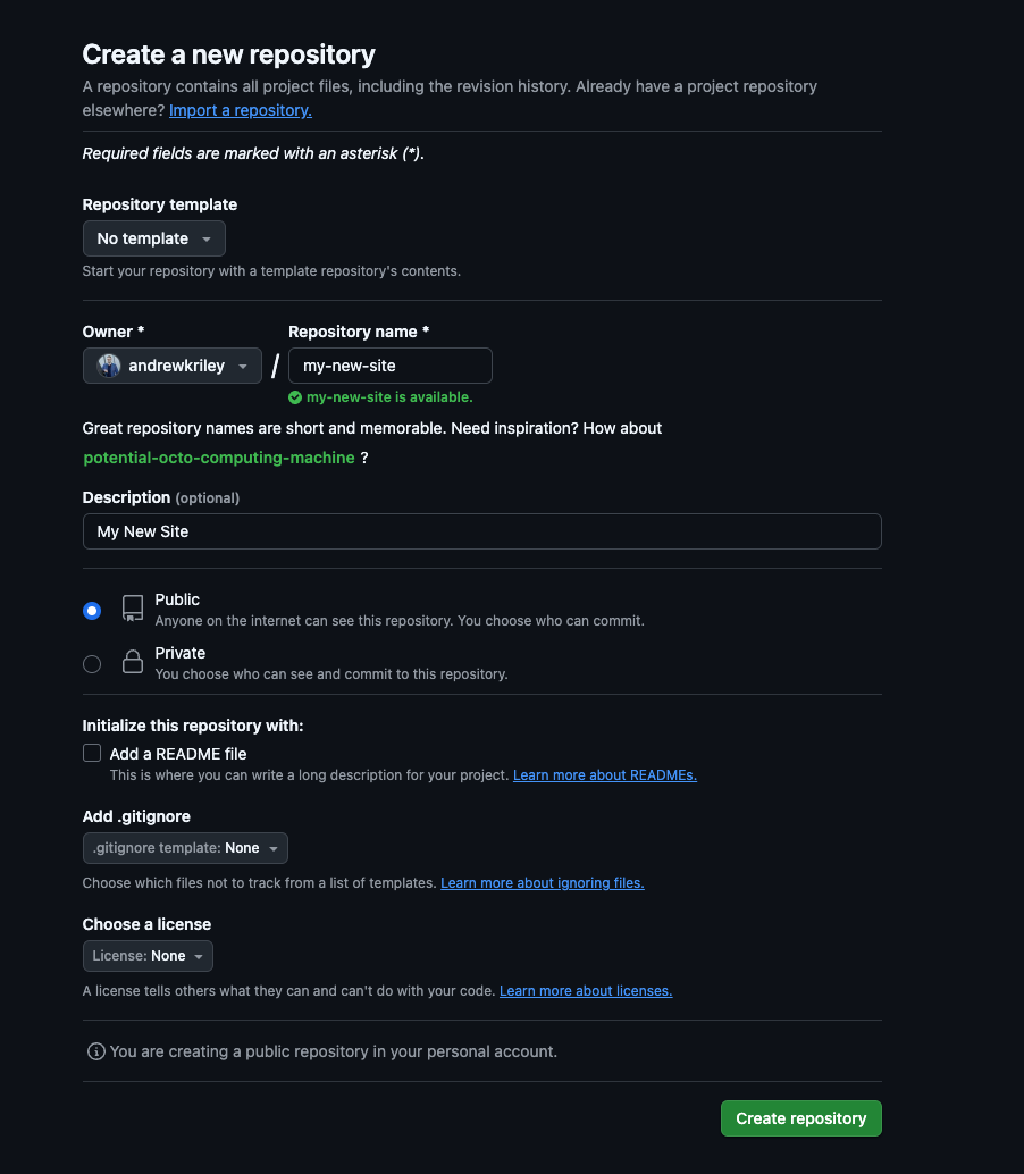 Create a new repository
A repository contains all project files, including the revision history. Already have a project repository
elsewhere? Import a repository.
Required fields are marked with an asterisk (*).
Repository template
No template
Start your repository with a template repository's contents.
Owner *
Repository name *
andrewkriley
/
my-new-site
my-new-site is available.
Great repository names are short and memorable. Need inspiration? How about
potential-octo-computing-machine ?
Description (optional)
My New Site
Public
Anyone on the internet can see this repository. You choose who can commit.
Private
You choose who can see and commit to this repository.
Initialize this repository with:
Add a README file
This is where you can write a long description for your project. Learn more about READMEs.
Add .gitignore
.gitignore template: None
Choose which files not to track from a list of templates. Learn more about ignoring files.
Choose a license
License: None
A license tells others what they can and can't do with your code. Learn more about licenses.
You are creating a public repository in your personal account.
Create repository